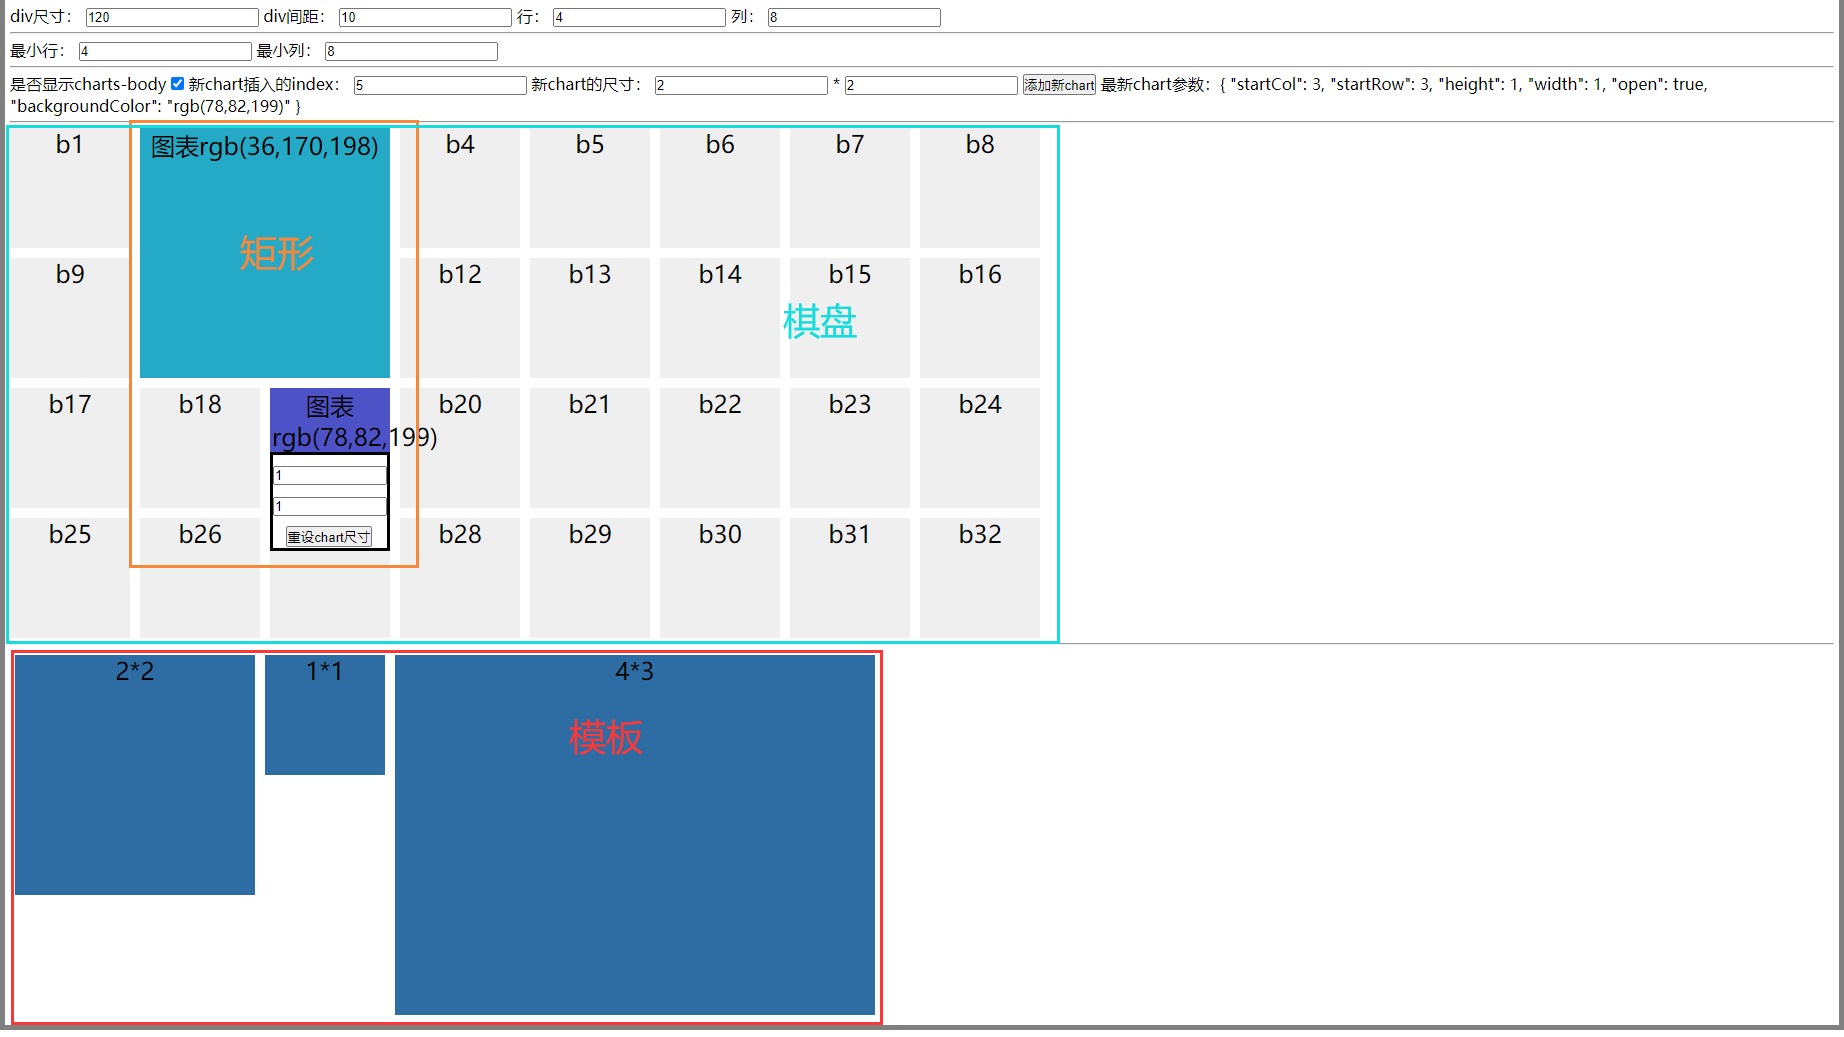 div尺寸： 120 div间距： 10 行： 4 列： 8
最小行： 4 最小列： 8
是否显示charts-body 新chart插入的index： 5 新chart的尺寸： 2 * 2 添加新chart 最新chart参数：{ "startCol": 3, "startRow": 3, "height": 1, "width": 1, "open": true,
"backgroundColor": "rgb(78,82,199)" }
b1 图表rgb(36,170,198) b4 b5 b6 b7 b8
矩形
b9 b12 b13 b14 b15 b16
棋盘
b17 b18 图表 b20 b21 b22 b23 b24
rgb(78,82,199)
1
1
b25 b26 重设chart尺寸 b28 b29 b30 b31 b32
2*2 1*1 4*3
模板